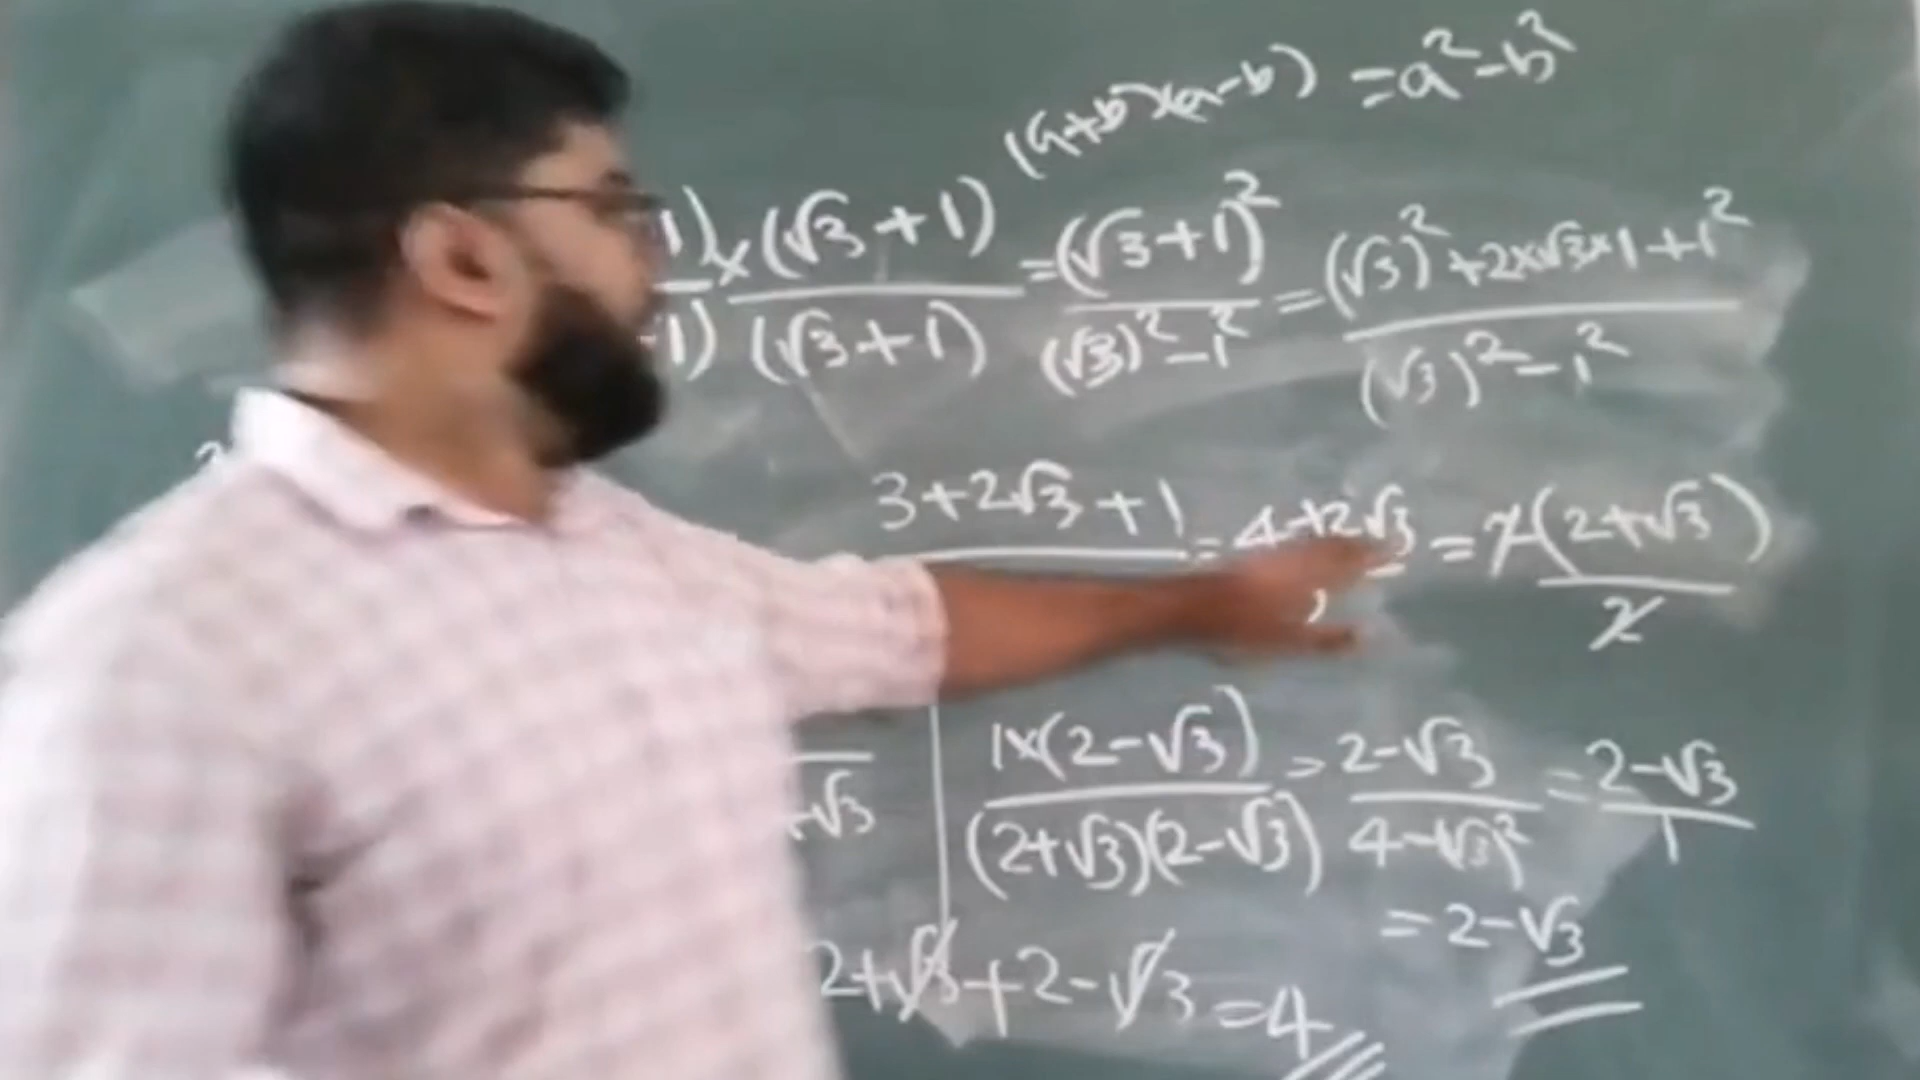 (a+b)×(a-b) = a² - b²
1)×(√3+1) = (√3+1)² = (√3)²+2×√3×1+1²
-1) (√3+1) (√3)²-1² (√3)²-1²
3+2√3+1 = 4+2√3 = 2(2+√3)
2
1×(2-√3) = 2-√3 = 2-√3
+√3 (2+√3)(2-√3) 4-(√3)² 1
= 2-√3
2+√3+2-√3 = 4